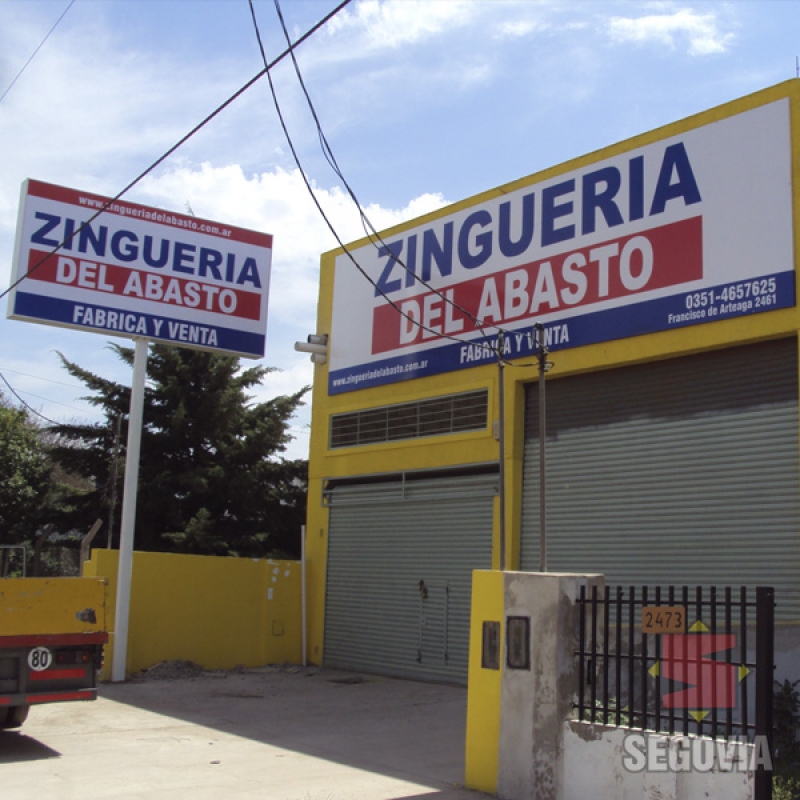 www.zingueriadelabasto.com.ar
ZINGUERIA
DEL ABASTO
FABRICA Y VENTA
ZINGUERIA
DEL ABASTO
0351-4657625
Francisco de Arteaga 2461
FABRICA Y VENTA
www.zingueriadelabasto.com.ar
80
2473
SEGOVIA